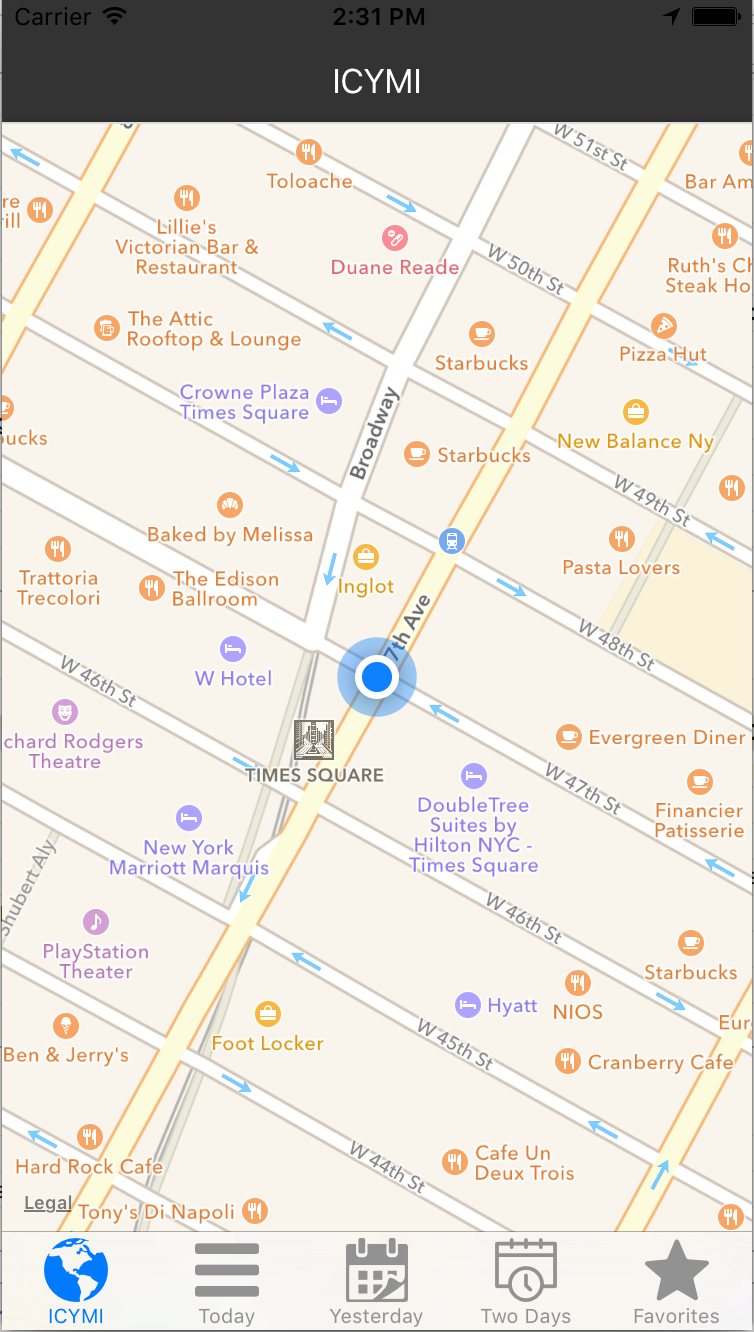 Carrier
2:31 PM
ICYMI
W 51st St
Toloache
Bar Am
re
ill
Lillie's
Victorian Bar &
Restaurant
Duane Reade
W 50th St
Ruth's Ch
Steak Ho
The Attic
Rooftop & Lounge
Starbucks
Pizza Hut
Crowne Plaza
Times Square
Broadway
ucks
New Balance Ny
Starbucks
W 49th St
Baked by Melissa
Inglot
Pasta Lovers
Trattoria
Trecolori
The Edison
Ballroom
7th Ave
W 48th St
W Hotel
W 46th St
chard Rodgers
Theatre
TIMES SQUARE
Evergreen Diner
W 47th St
DoubleTree
Suites by
Hilton NYC -
Times Square
Financier
Patisserie
New York
Marriott Marquis
Shubert Aly
W 46th St
PlayStation
Theater
Starbucks
Hyatt
NIOS
Eur
Foot Locker
Ben & Jerry's
W 45th St
Cranberry Cafe
Hard Rock Cafe
W 44th St
Cafe Un
Deux Trois
Legal
Tony's Di Napoli
ICYMI
Today
Yesterday
Two Days
Favorites